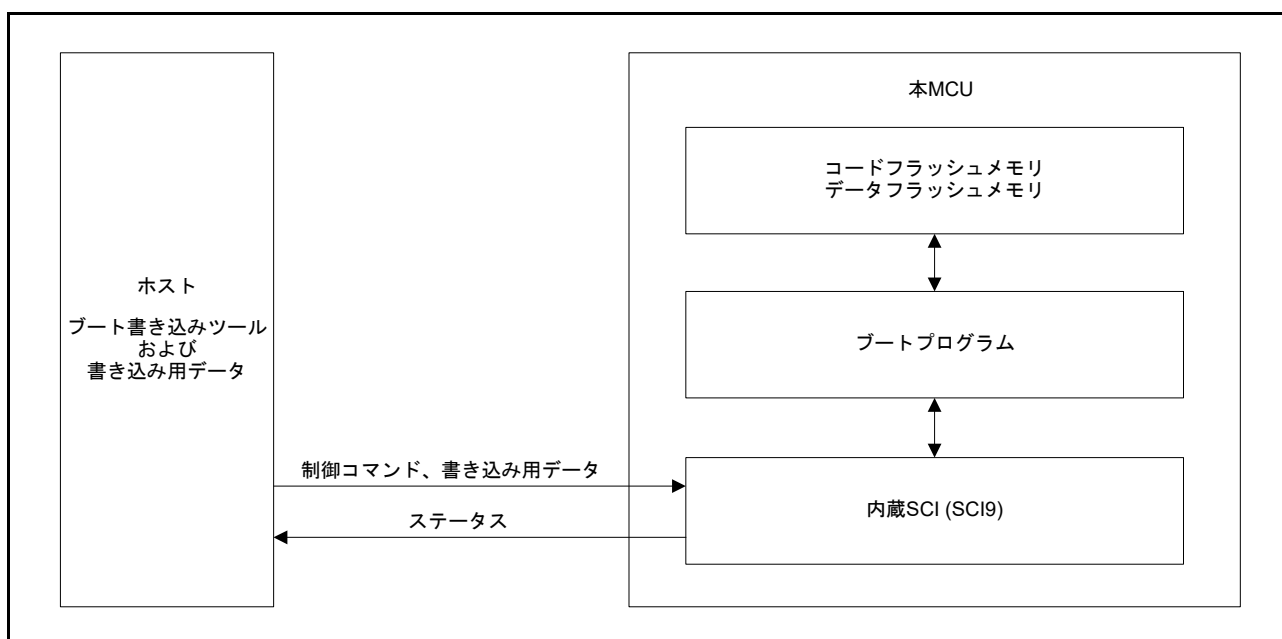 ホスト
ブート書き込みツール
および
書き込み用データ
制御コマンド、書き込み用データ
ステータス
本MCU
コードフラッシュメモリ
データフラッシュメモリ
ブートプログラム
内蔵SCI (SCI9)